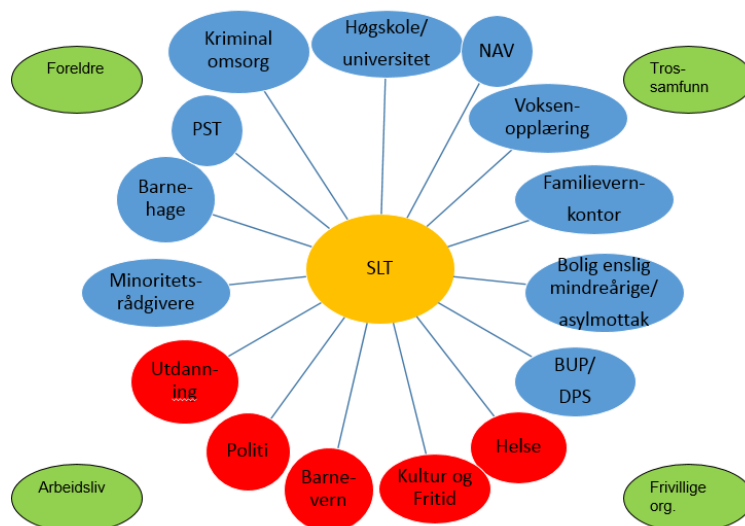 Foreldre
Kriminal
omsorg
Høgskole/
universitet
NAV
Tros-
samfunn
PST
Voksen-
opplæring
Barne-
hage
Familievern-
kontor
SLT
Minoritets-
rådgivere
Bolig enslig
mindreårige/
asylmottak
Utdann-
ing
BUP/
DPS
Politi
Helse
Barne-
vern
Kultur og
Fritid
Arbeidsliv
Frivillige
org.